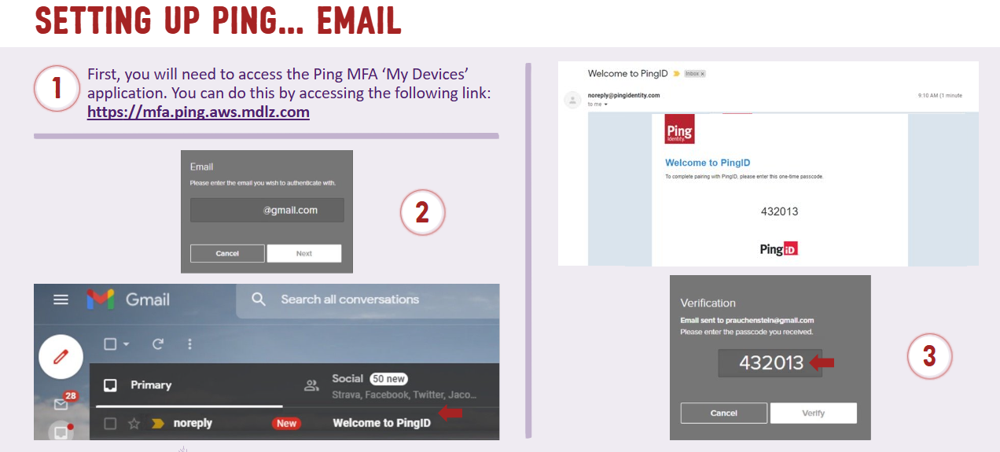 SETTING UP PING... EMAIL
1
First, you will need to access the Ping MFA ‘My Devices’
application. You can do this by accessing the following link:
https://mfa.ping.aws.mdlz.com
Email
Please enter the email you wish to authenticate with.
@gmail.com
Cancel
Next
2
Gmail
Search all conversations
Primary
Social 50 new
Strava, Facebook, Twitter, Jaco...
28
noreply
New
Welcome to PingID
Welcome to PingID
Inbox x
noreply@pingidentity.com
to me
9:10 AM (1 minute
Ping
Identity
Welcome to PingID
To complete pairing with PingID, please enter this one-time passcode.
432013
Ping iD
Verification
Email sent to prauchenstein@gmail.com
Please enter the passcode you received.
432013
Cancel
Verify
3